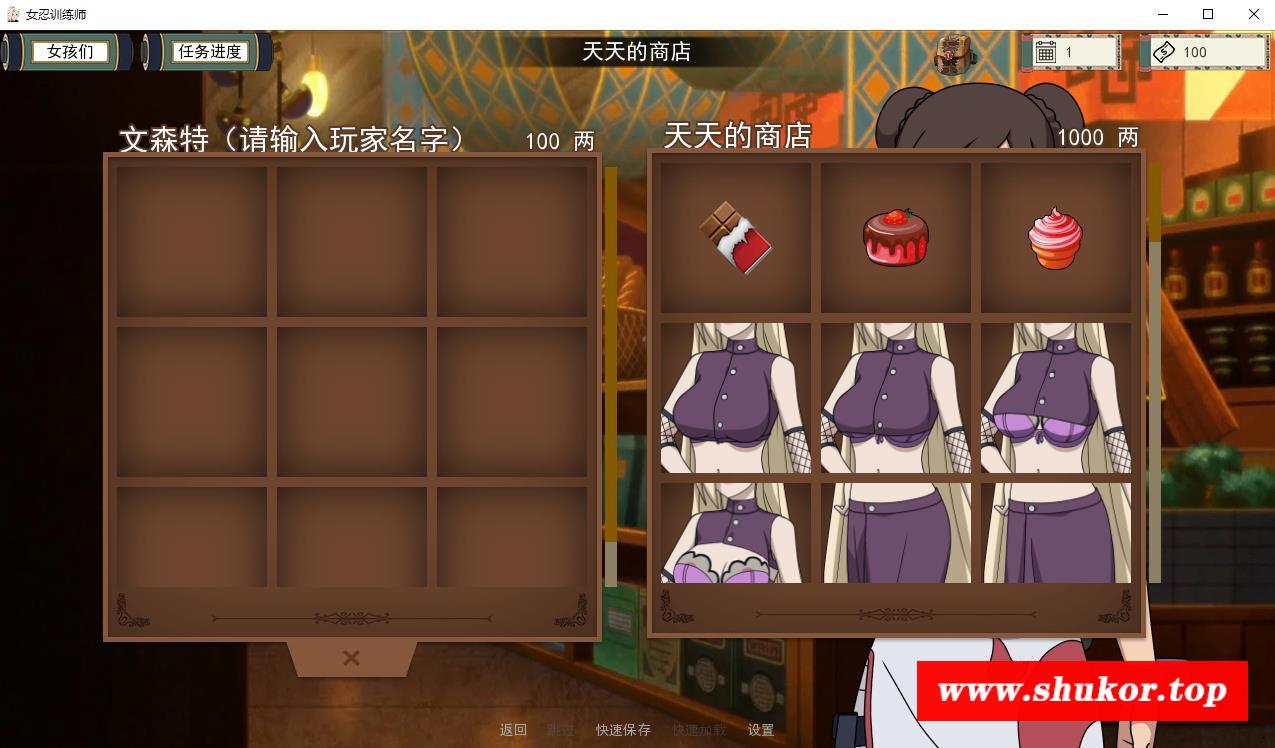 女忍训练师
女孩们
任务进度
天天的商店
1
100
文森特（请输入玩家名字）
100 两
天天的商店
1000 两
返回
跳过
快速保存
快速加载
设置
www.shukor.top